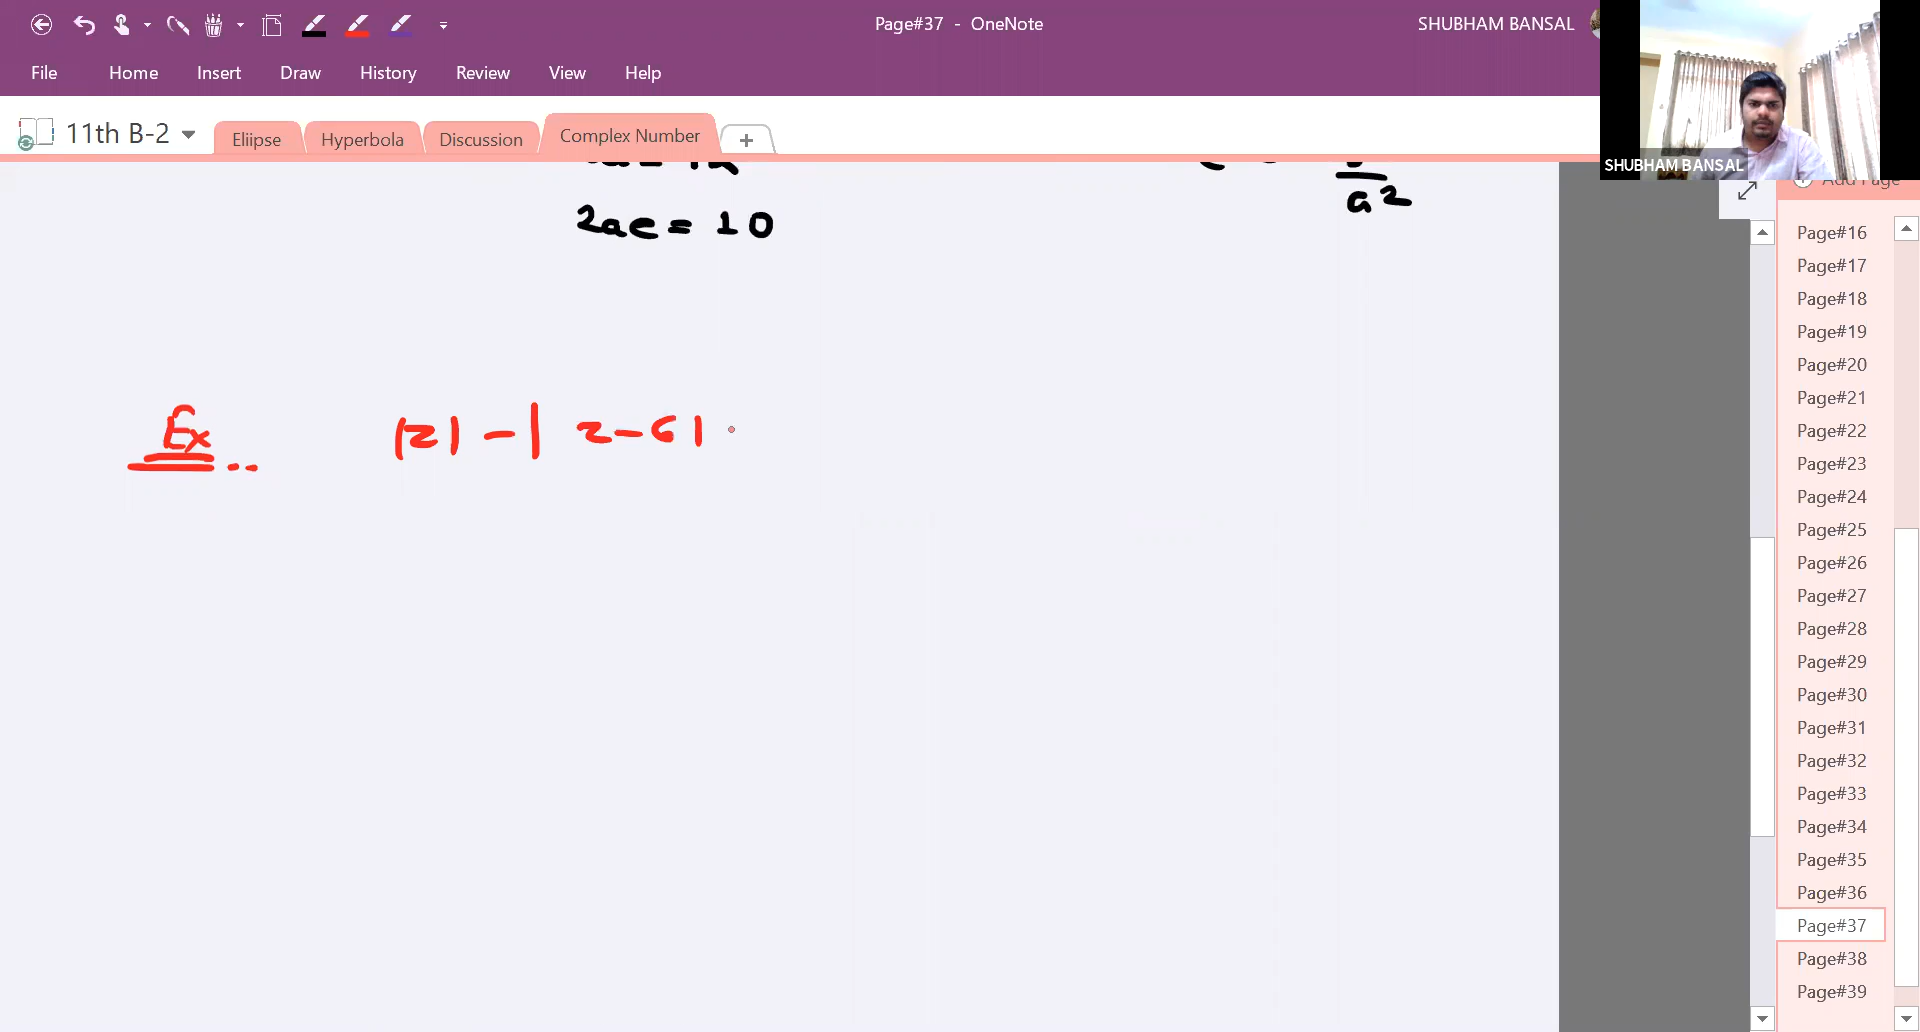 Page#37 - OneNote
SHUBHAM BANSAL
File Home Insert Draw History Review View Help
11th B-2
Eliipse Hyperbola Discussion Complex Number +
SHUBHAM BANSAL
Add Page
a2
2ae = 10
Ex
|z| - | z - 6 |
Page#16
Page#17
Page#18
Page#19
Page#20
Page#21
Page#22
Page#23
Page#24
Page#25
Page#26
Page#27
Page#28
Page#29
Page#30
Page#31
Page#32
Page#33
Page#34
Page#35
Page#36
Page#37
Page#38
Page#39